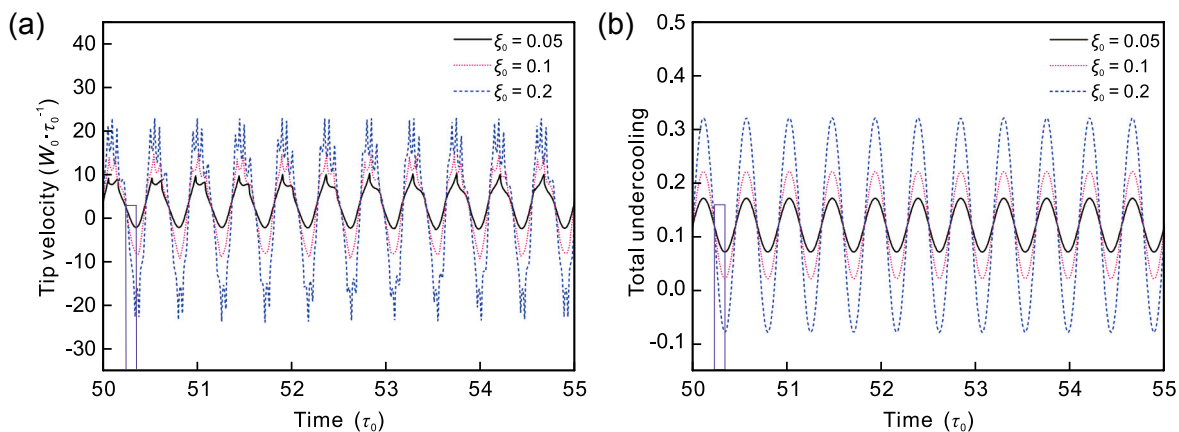 (a)
ξ₀ = 0.05
ξ₀ = 0.1
ξ₀ = 0.2
Tip velocity (W₀·τ₀⁻¹)
40
30
20
10
0
-10
-20
-30
50
51
52
53
54
55
Time (τ₀)
(b)
ξ₀ = 0.05
ξ₀ = 0.1
ξ₀ = 0.2
Total undercooling
0.5
0.4
0.3
0.2
0.1
0.0
-0.1
50
51
52
53
54
55
Time (τ₀)